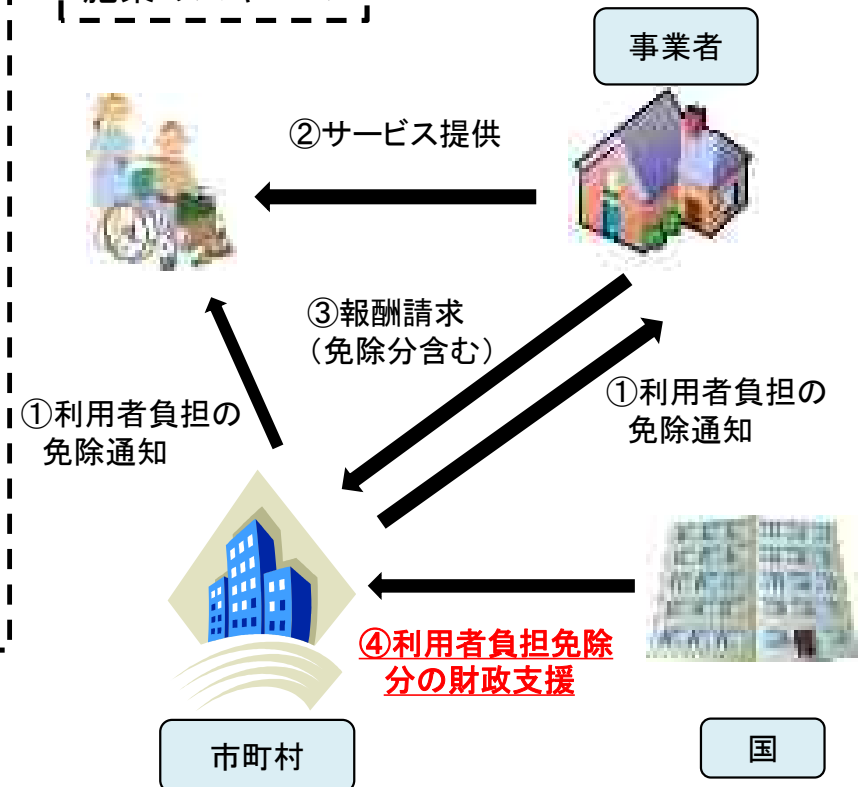 事業者
②サービス提供
③報酬請求
（免除分含む）
①利用者負担の
免除通知
①利用者負担の
免除通知
④利用者負担免除
分の財政支援
市町村
国